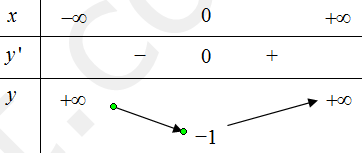 x −∞ 0 +∞
y' − 0 +
y +∞ −1 +∞